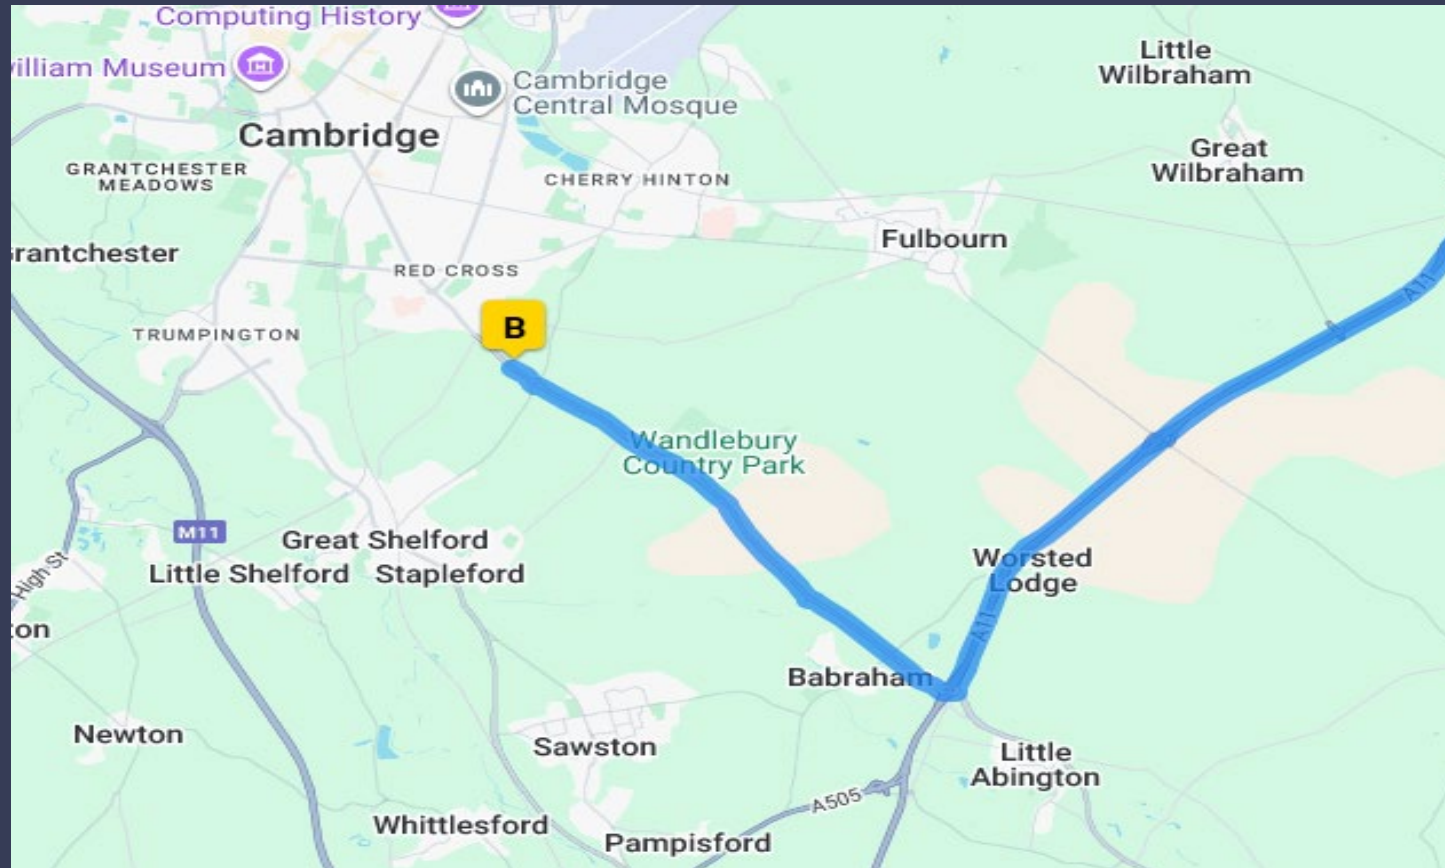 Computing History
illiam Museum
Cambridge
Central Mosque
Little
Wilbraham
Cambridge
GRANTCHESTER
MEADOWS
CHERRY HINTON
Great
Wilbraham
rantchester
Fulbourn
RED CROSS
A11
B
TRUMPINGTON
Wandlebury
Country Park
M11
Great Shelford
Little Shelford
Stapleford
High St
Worsted
Lodge
A11
on
Babraham
Newton
Sawston
Little
Abington
A505
Whittlesford
Pampisford